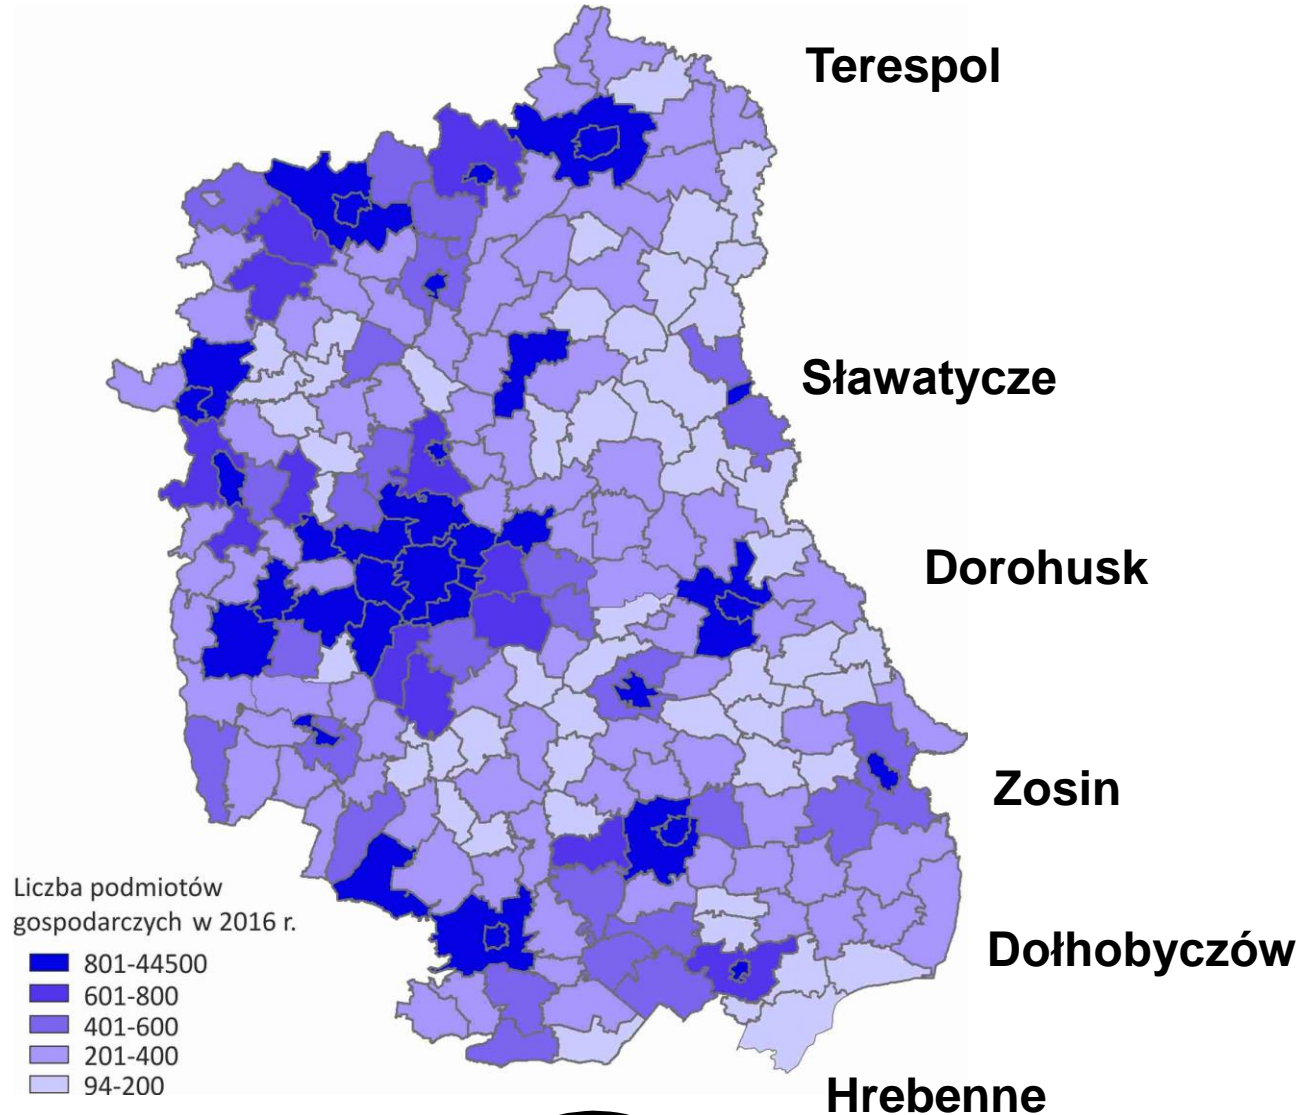 Terespol
Sławatycze
Dorohusk
Zosin
Liczba podmiotów
gospodarczych w 2016 r.
801-44500
601-800
401-600
201-400
94-200
Dołhobyczów
Hrebenne